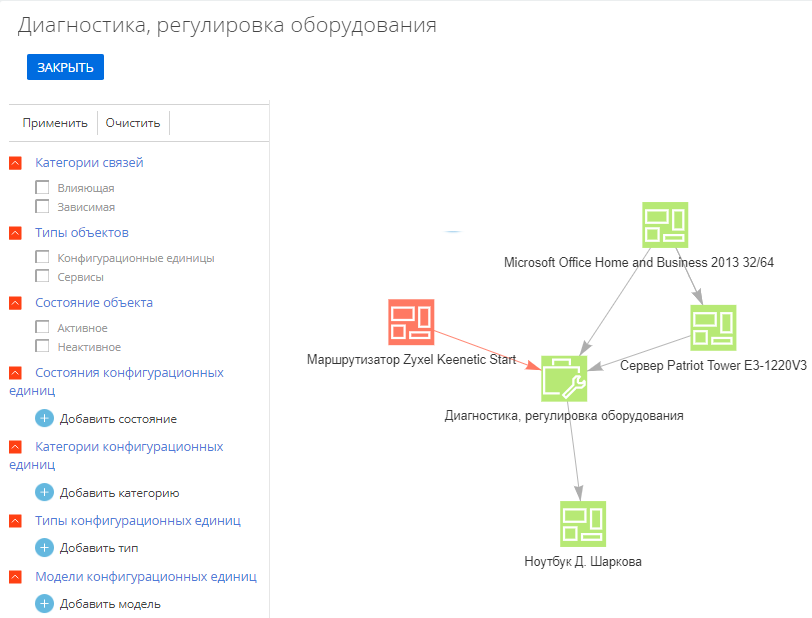 Диагностика, регулировка оборудования
ЗАКРЫТЬ
Применить
Очистить
Категории связей
Влияющая
Зависимая
Типы объектов
Конфигурационные единицы
Сервисы
Состояние объекта
Активное
Неактивное
Состояния конфигурационных
единиц
Добавить состояние
Категории конфигурационных
единиц
Добавить категорию
Типы конфигурационных единиц
Добавить тип
Модели конфигурационных единиц
Добавить модель
Microsoft Office Home and Business 2013 32/64
Маршрутизатор Zyxel Keenetic Start
Сервер Patriot Tower E3-1220V3
Диагностика, регулировка оборудования
Ноутбук Д. Шаркова